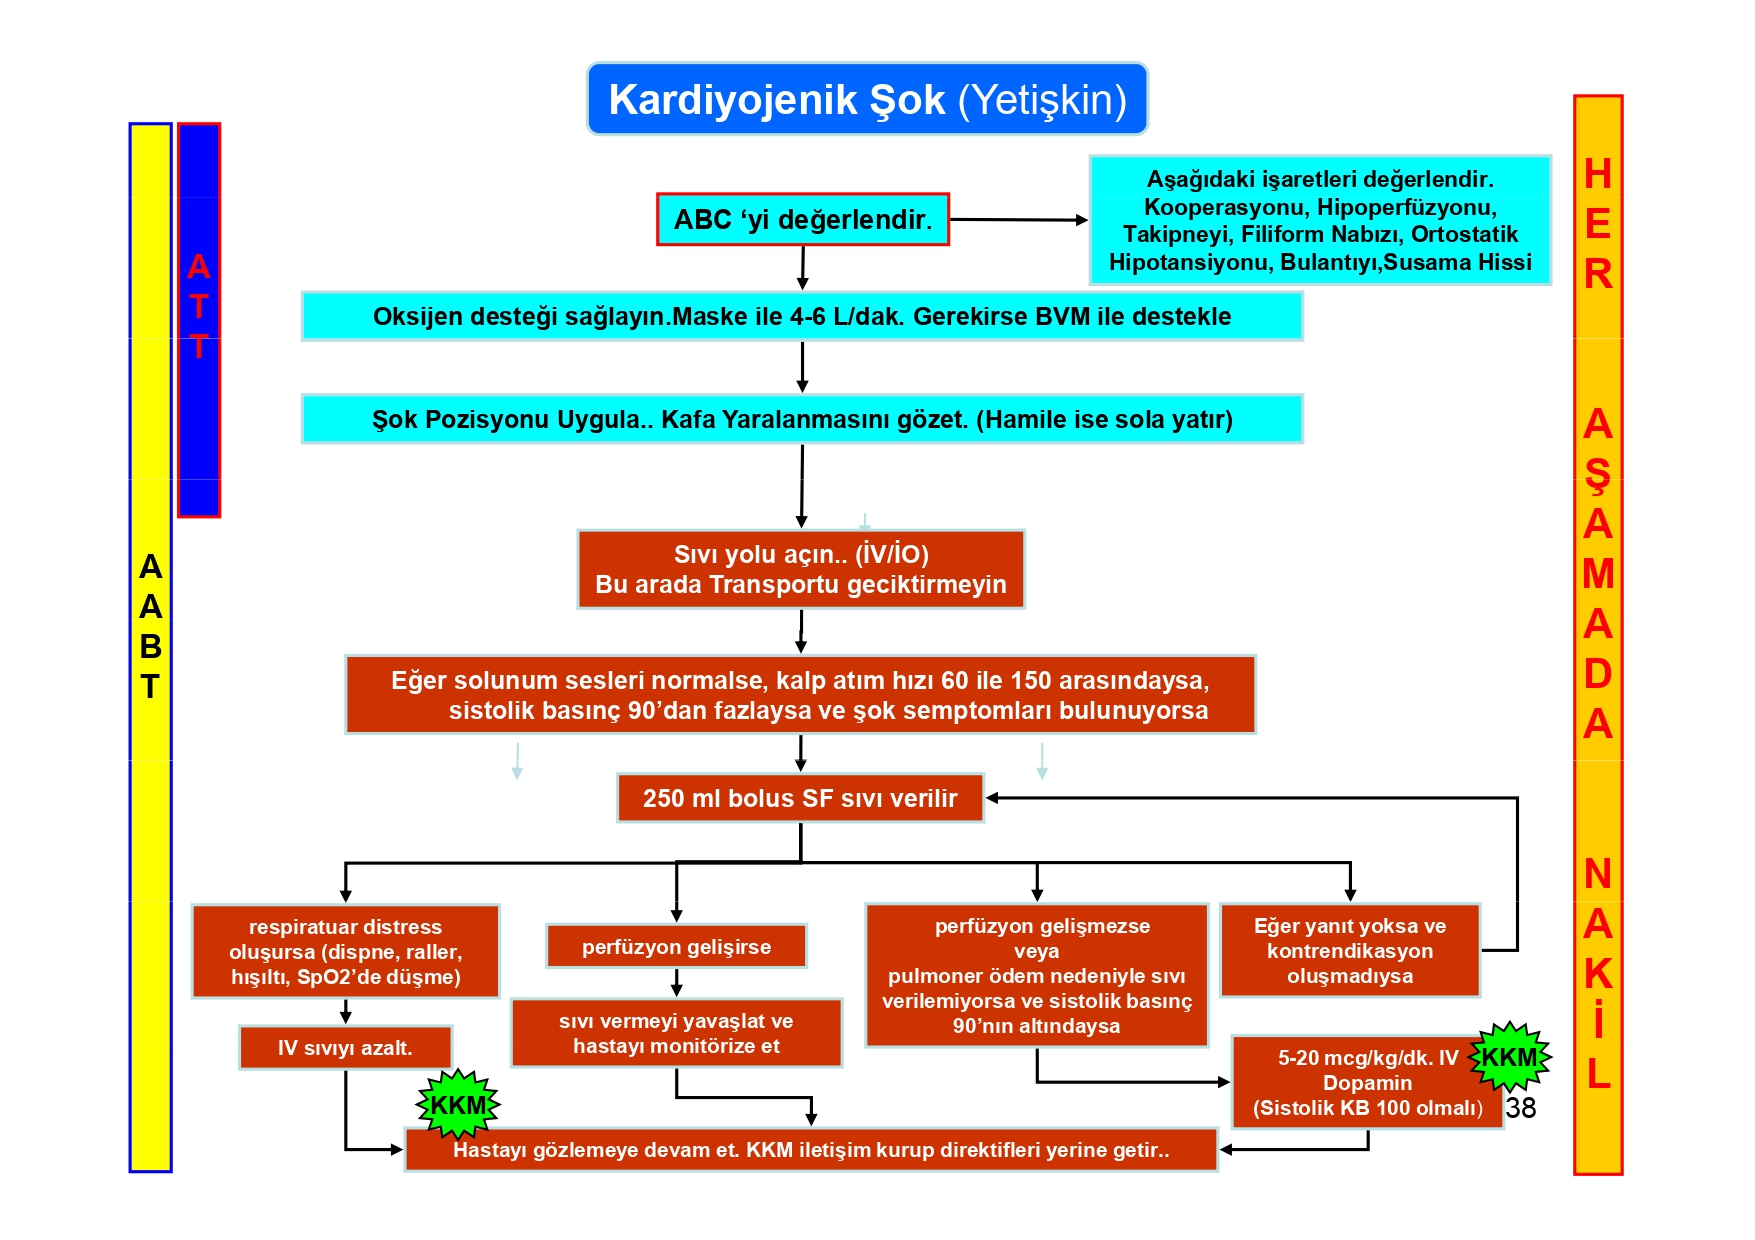 Kardiyojenik Şok (Yetişkin)
ABC ‘yi değerlendir.
Aşağıdaki işaretleri değerlendir.
Kooperasyonu, Hipoperfüzyonu,
Takipneyi, Filiform Nabızı, Ortostatik
Hipotansiyonu, Bulantıyı,Susama Hissi
Oksijen desteği sağlayın.Maske ile 4-6 L/dak. Gerekirse BVM ile destekle
Şok Pozisyonu Uygula.. Kafa Yaralanmasını gözet. (Hamile ise sola yatır)
Sıvı yolu açın.. (İV/İO)
Bu arada Transportu geciktirmeyin
Eğer solunum sesleri normalse, kalp atım hızı 60 ile 150 arasındaysa,
sistolik basınç 90’dan fazlaysa ve şok semptomları bulunuyorsa
250 ml bolus SF sıvı verilir
respiratuar distress
oluşursa (dispne, raller,
hışıltı, SpO2’de düşme)
IV sıvıyı azalt.
KKM
perfüzyon gelişirse
sıvı vermeyi yavaşlat ve
hastayı monitörize et
perfüzyon gelişmezse
veya
pulmoner ödem nedeniyle sıvı
verilemiyorsa ve sistolik basınç
90’nın altındaysa
Eğer yanıt yoksa ve
kontrendikasyon
oluşmadıysa
5-20 mcg/kg/dk. IV
Dopamin
(Sistolik KB 100 olmalı)
KKM
38
Hastayı gözlemeye devam et. KKM iletişim kurup direktifleri yerine getir..
AABT
ATT
HER AŞAMADA NAKİL